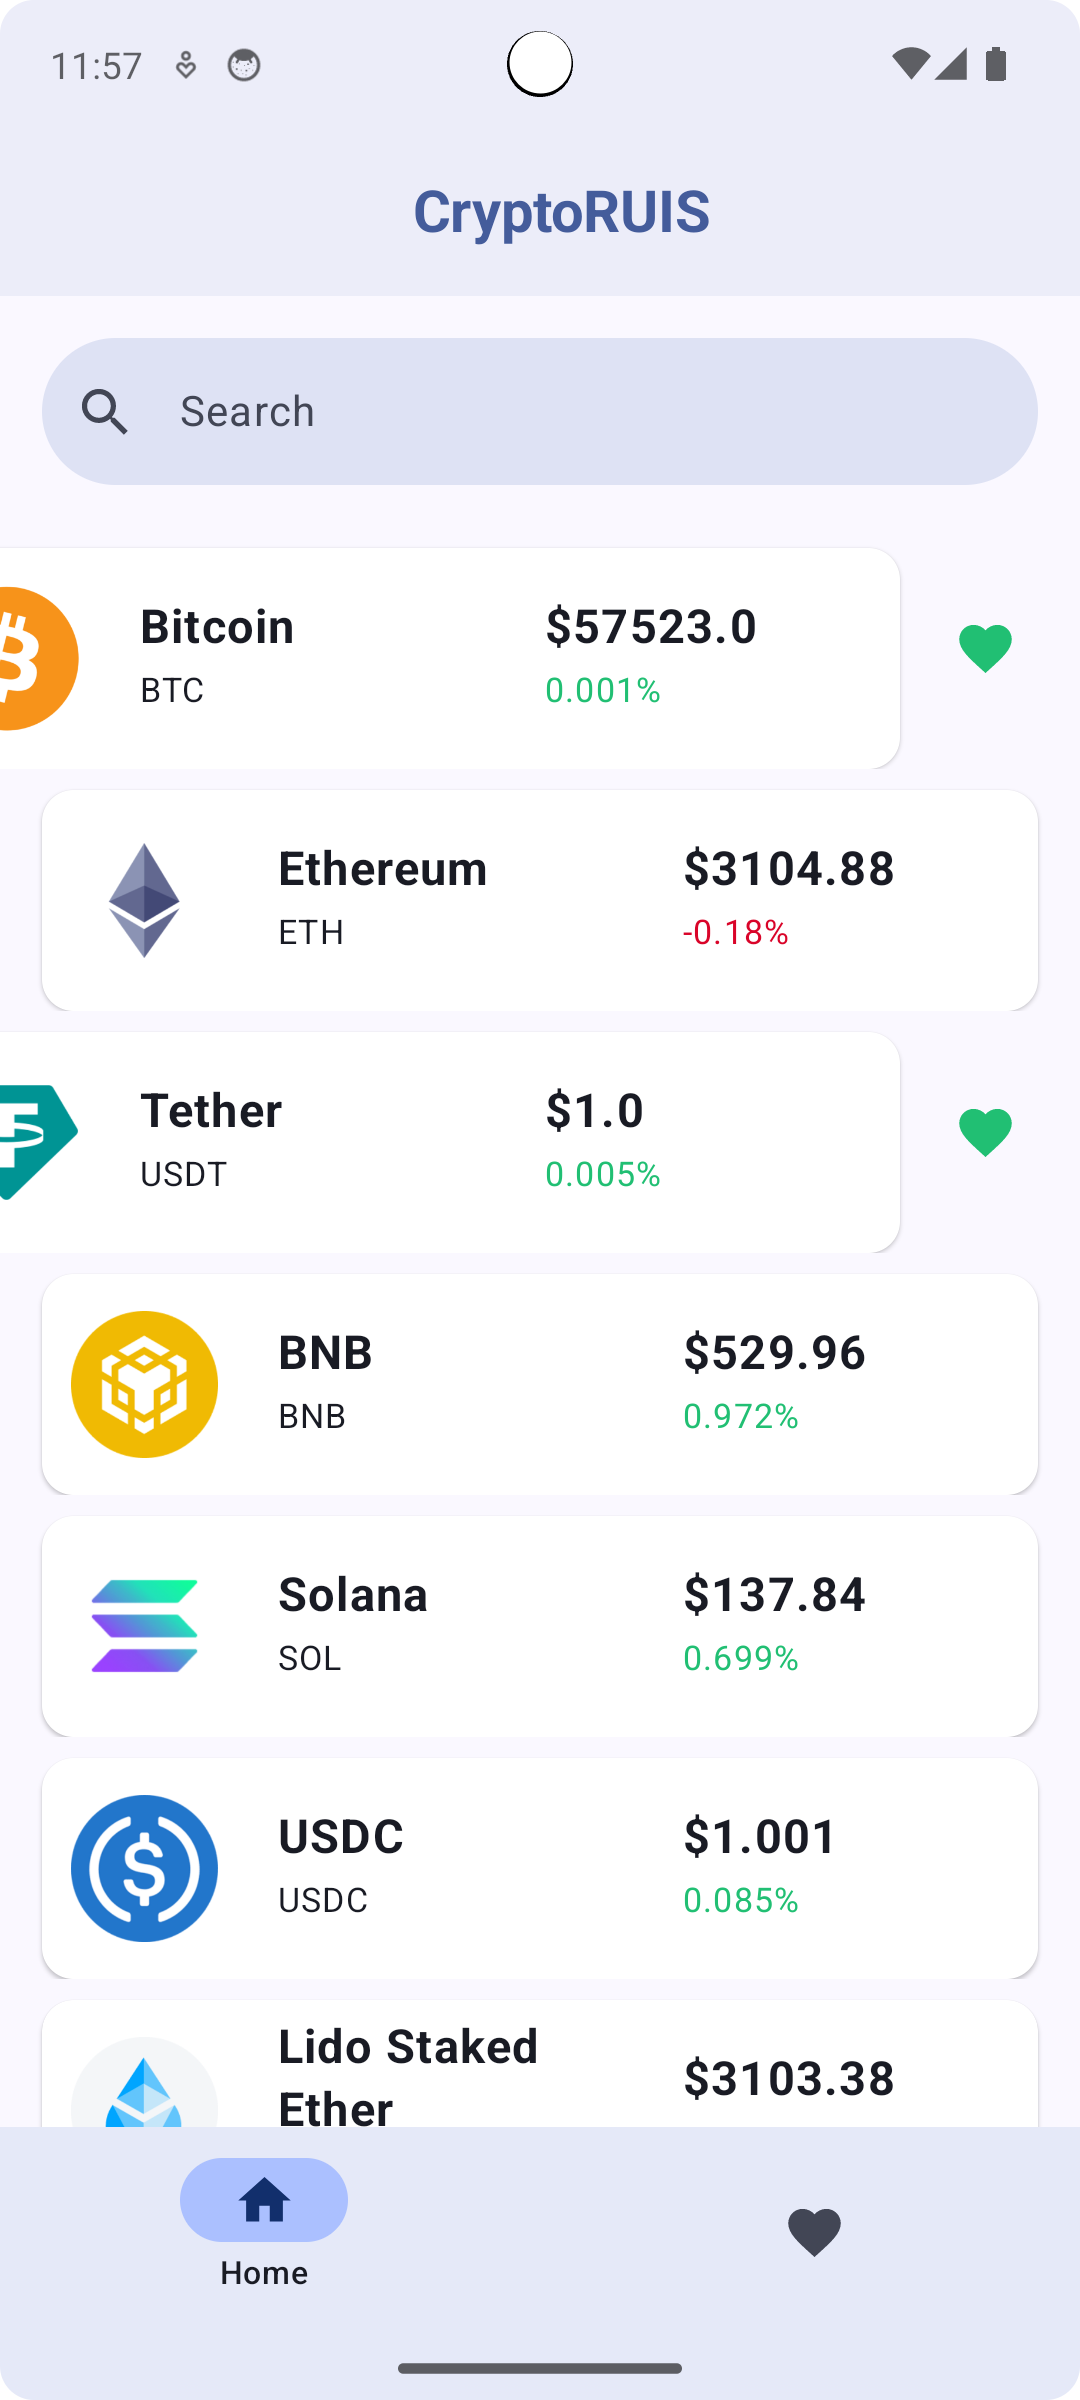 11:57
CryptoRUIS
Search
Bitcoin
$57523.0
BTC
0.001%
Ethereum
$3104.88
ETH
-0.18%
Tether
$1.0
USDT
0.005%
BNB
$529.96
BNB
0.972%
Solana
$137.84
SOL
0.699%
USDC
$1.001
USDC
0.085%
Lido Staked
Ether
$3103.38
Home